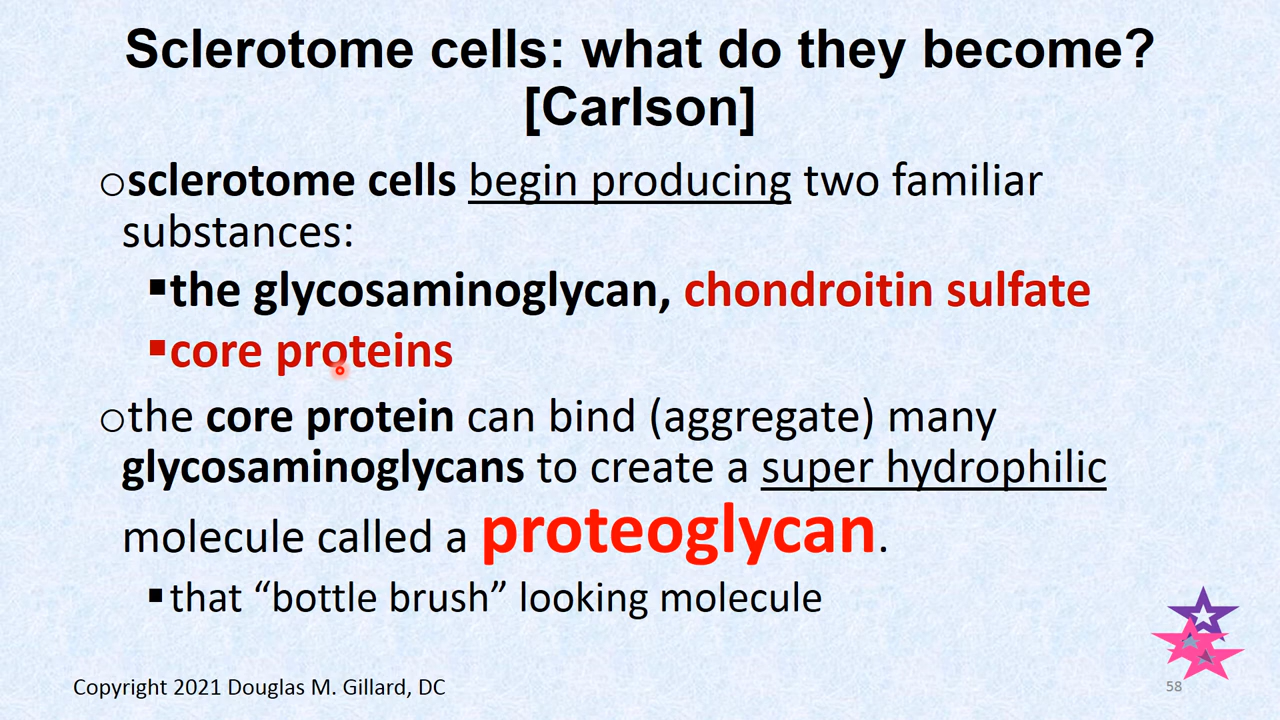 Sclerotome cells: what do they become?
[Carlson]
○sclerotome cells begin producing two familiar
substances:
▪the glycosaminoglycan, chondroitin sulfate
▪core proteins
○the core protein can bind (aggregate) many
glycosaminoglycans to create a super hydrophilic
molecule called a proteoglycan.
▪that “bottle brush” looking molecule
Copyright 2021 Douglas M. Gillard, DC
58